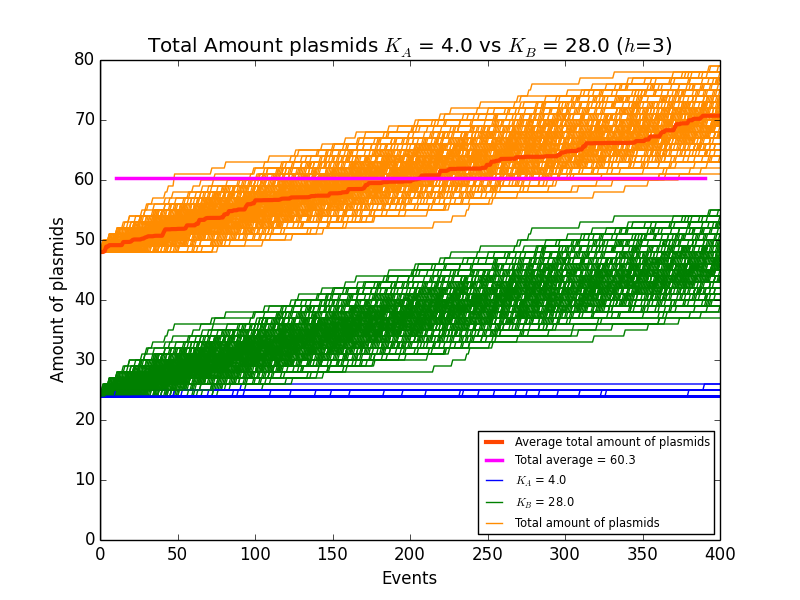 Total Amount plasmids K_A = 4.0 vs K_B = 28.0 (h=3)
80
70
60
50
40
30
20
10
0
Amount of plasmids
Average total amount of plasmids
Total average = 60.3
K_A = 4.0
K_B = 28.0
Total amount of plasmids
0 50 100 150 200 250 300 350 400
Events